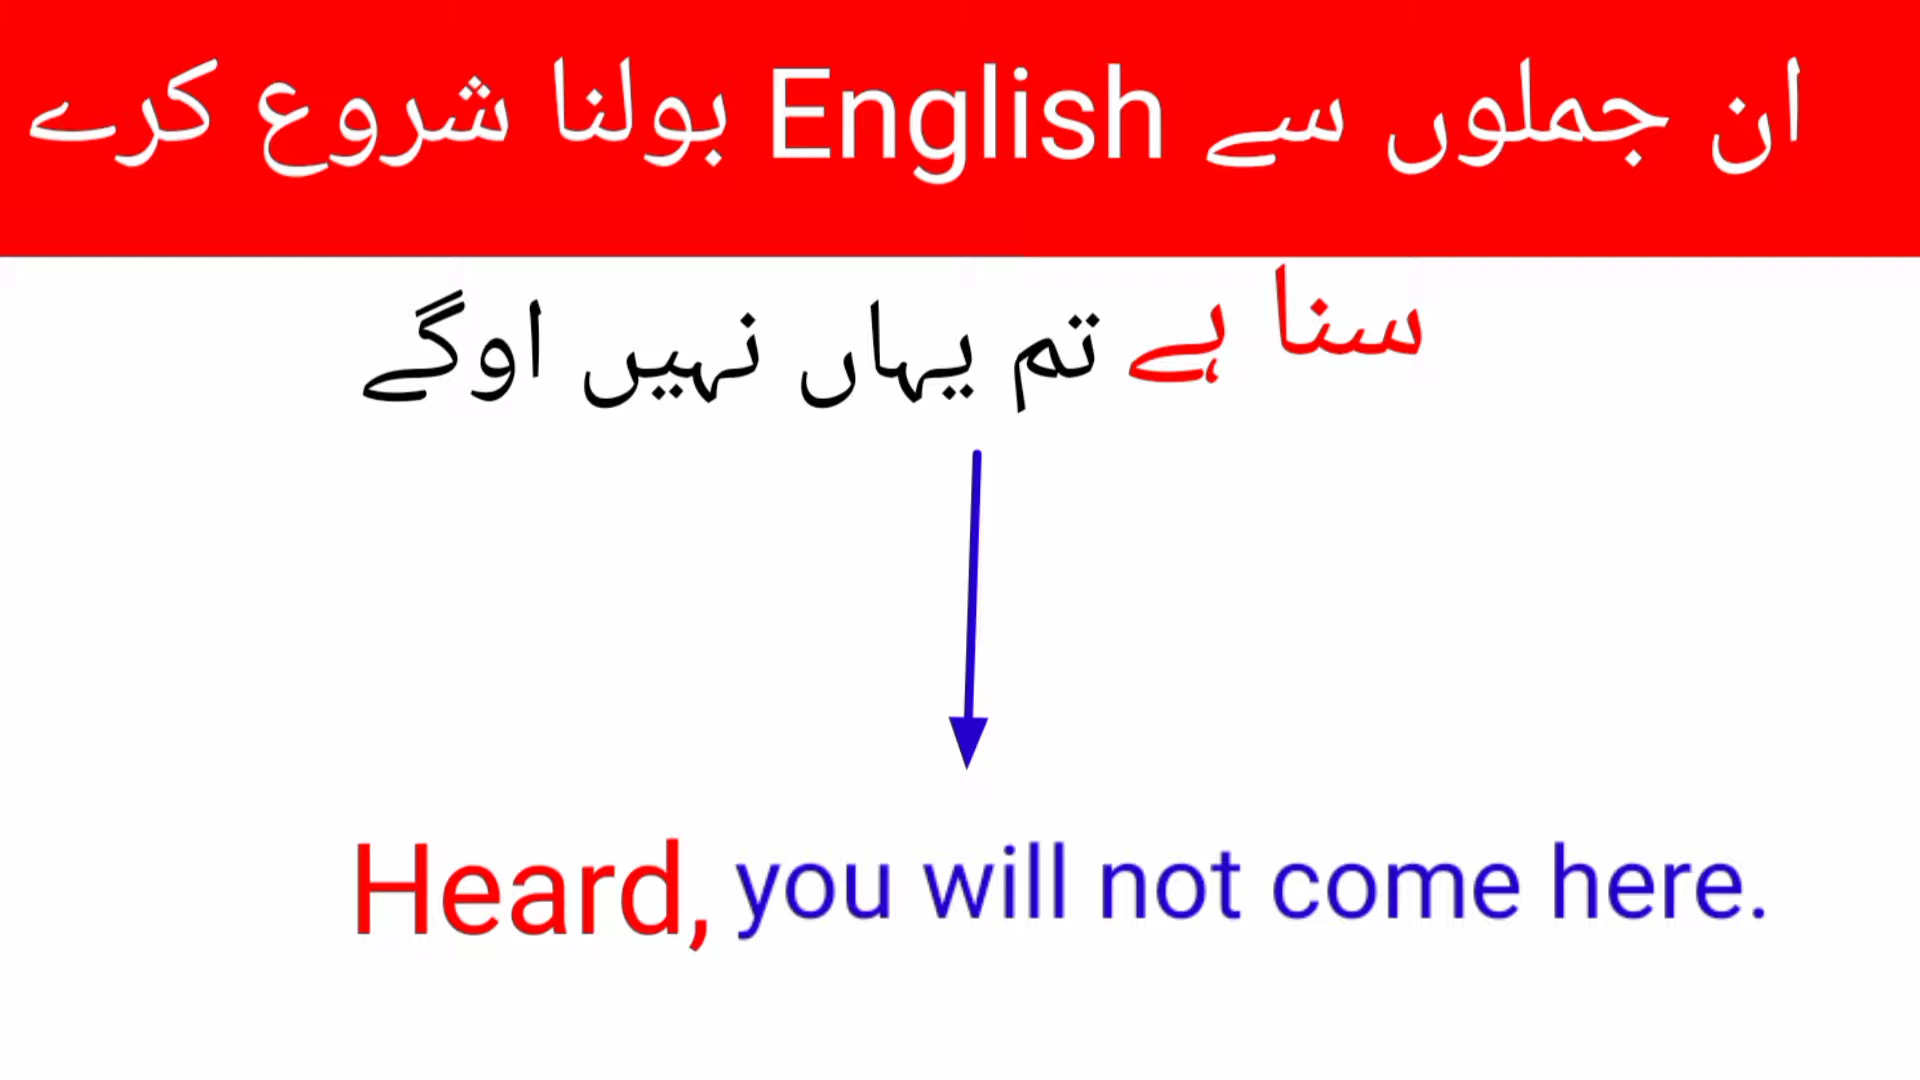 ان جملوں سے English بولنا شروع کرے
سنا ہے تم یہاں نہیں اوگے
Heard, you will not come here.